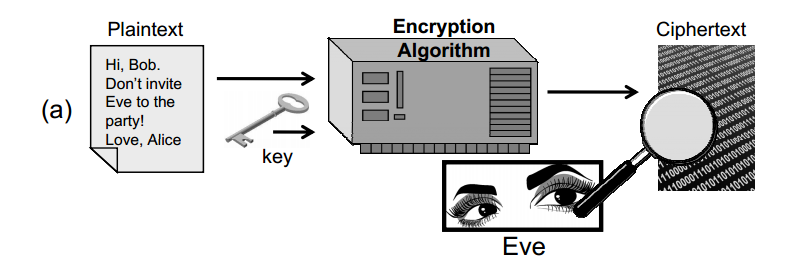 Plaintext
Encryption
Algorithm
Ciphertext
(a)
Hi, Bob.
Don't invite
Eve to the
party!
Love, Alice
key
Eve